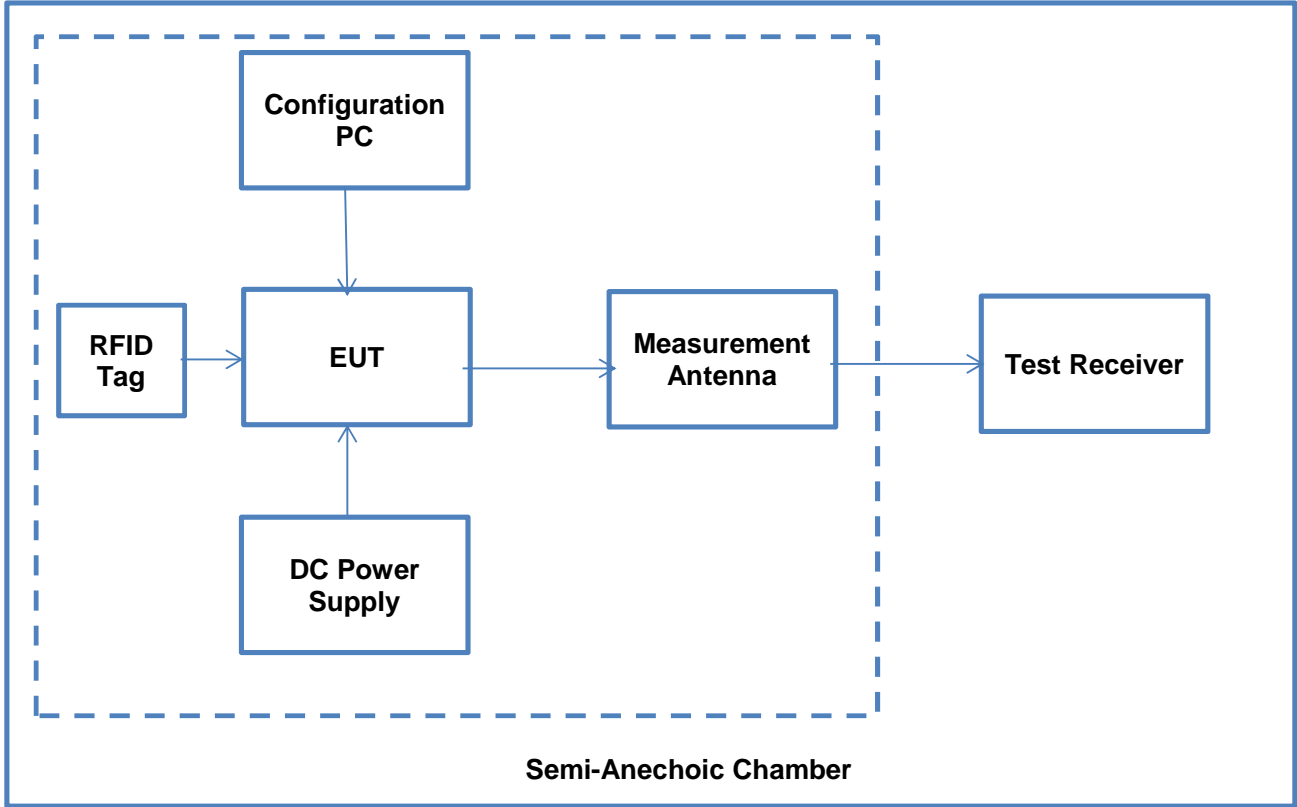 Configuration
PC
RFID
Tag
EUT
Measurement
Antenna
Test Receiver
DC Power
Supply
Semi-Anechoic Chamber